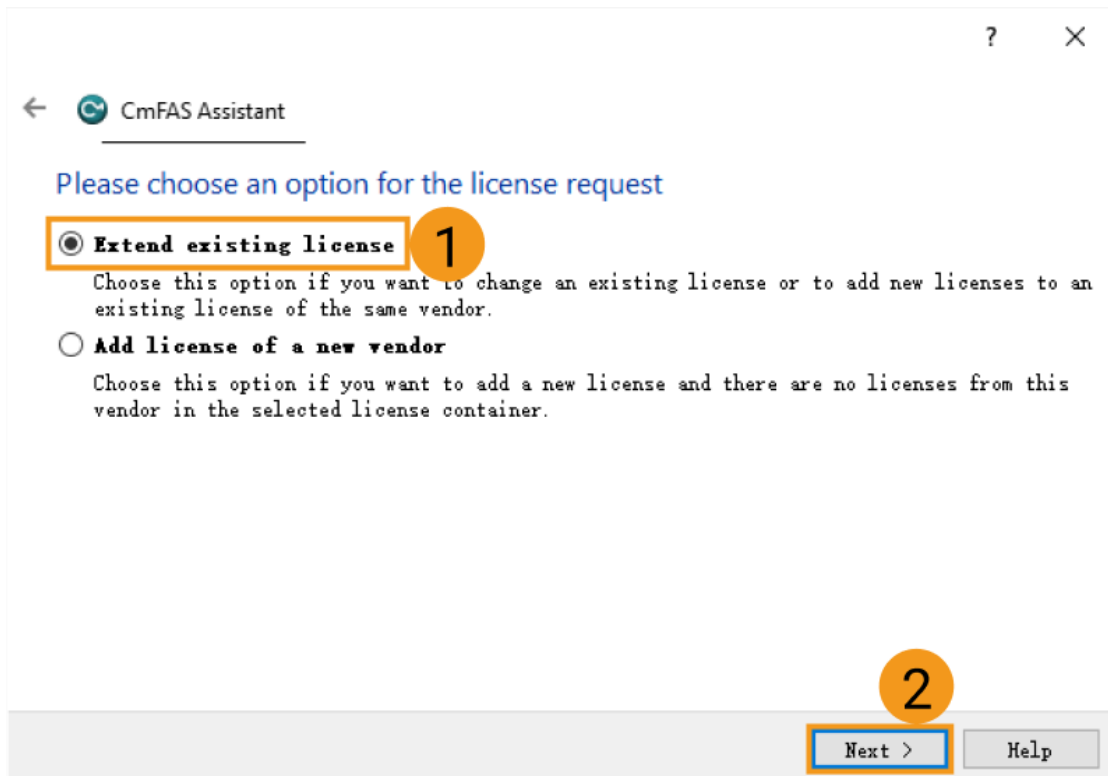 ?
CmFAS Assistant
Please choose an option for the license request
Extend existing license
1
Choose this option if you want to change an existing license or to add new licenses to an
existing license of the same vendor.
Add license of a new vendor
Choose this option if you want to add a new license and there are no licenses from this
vendor in the selected license container.
2
Next >
Help